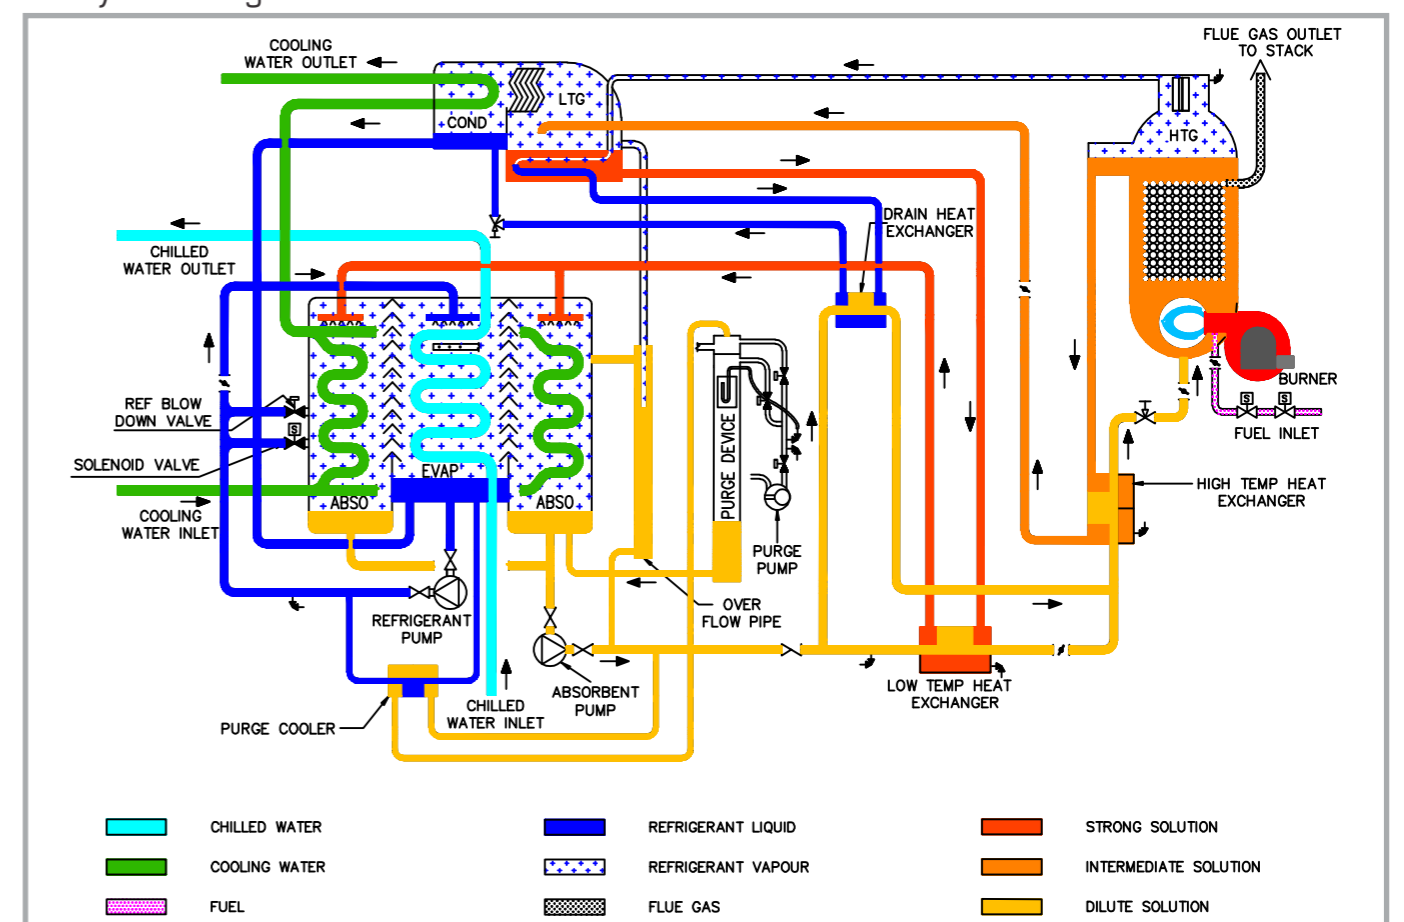 FLUE GAS OUTLET
TO STACK
COOLING
WATER OUTLET
LTG
COND
HTG
DRAIN HEAT
EXCHANGER
CHILLED
WATER OUTLET
BURNER
REF BLOW
DOWN VALVE
S
S
S
FUEL INLET
SOLENOID VALVE
EVAP
PURGE DEVICE
HIGH TEMP HEAT
EXCHANGER
ABSO
ABSO
COOLING
WATER INLET
PURGE
PUMP
OVER
FLOW PIPE
REFRIGERANT
PUMP
ABSORBENT
PUMP
LOW TEMP HEAT
EXCHANGER
CHILLED
WATER INLET
PURGE COOLER
CHILLED WATER
REFRIGERANT LIQUID
STRONG SOLUTION
COOLING WATER
REFRIGERANT VAPOUR
INTERMEDIATE SOLUTION
FUEL
FLUE GAS
DILUTE SOLUTION